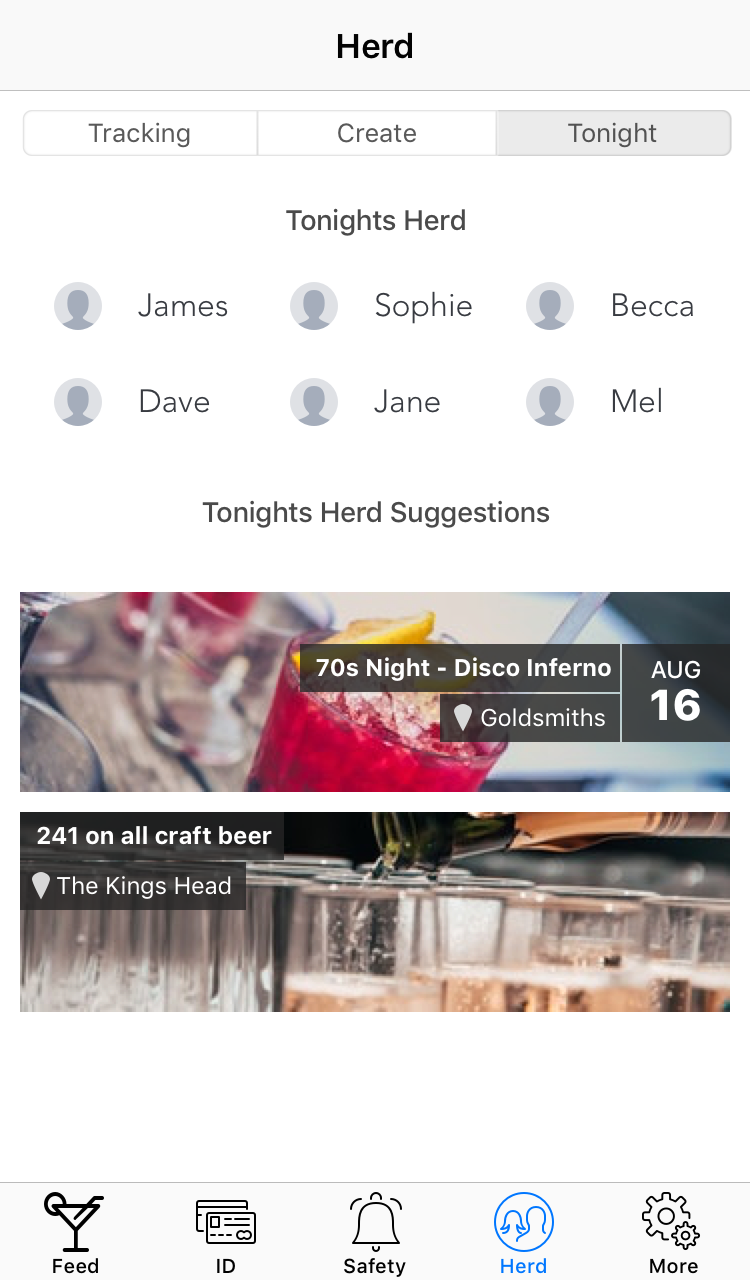 Herd
Tracking Create Tonight
Tonights Herd
James Sophie Becca
Dave Jane Mel
Tonights Herd Suggestions
70s Night - Disco Inferno
AUG
16
Goldsmiths
241 on all craft beer
The Kings Head
Feed ID Safety Herd More